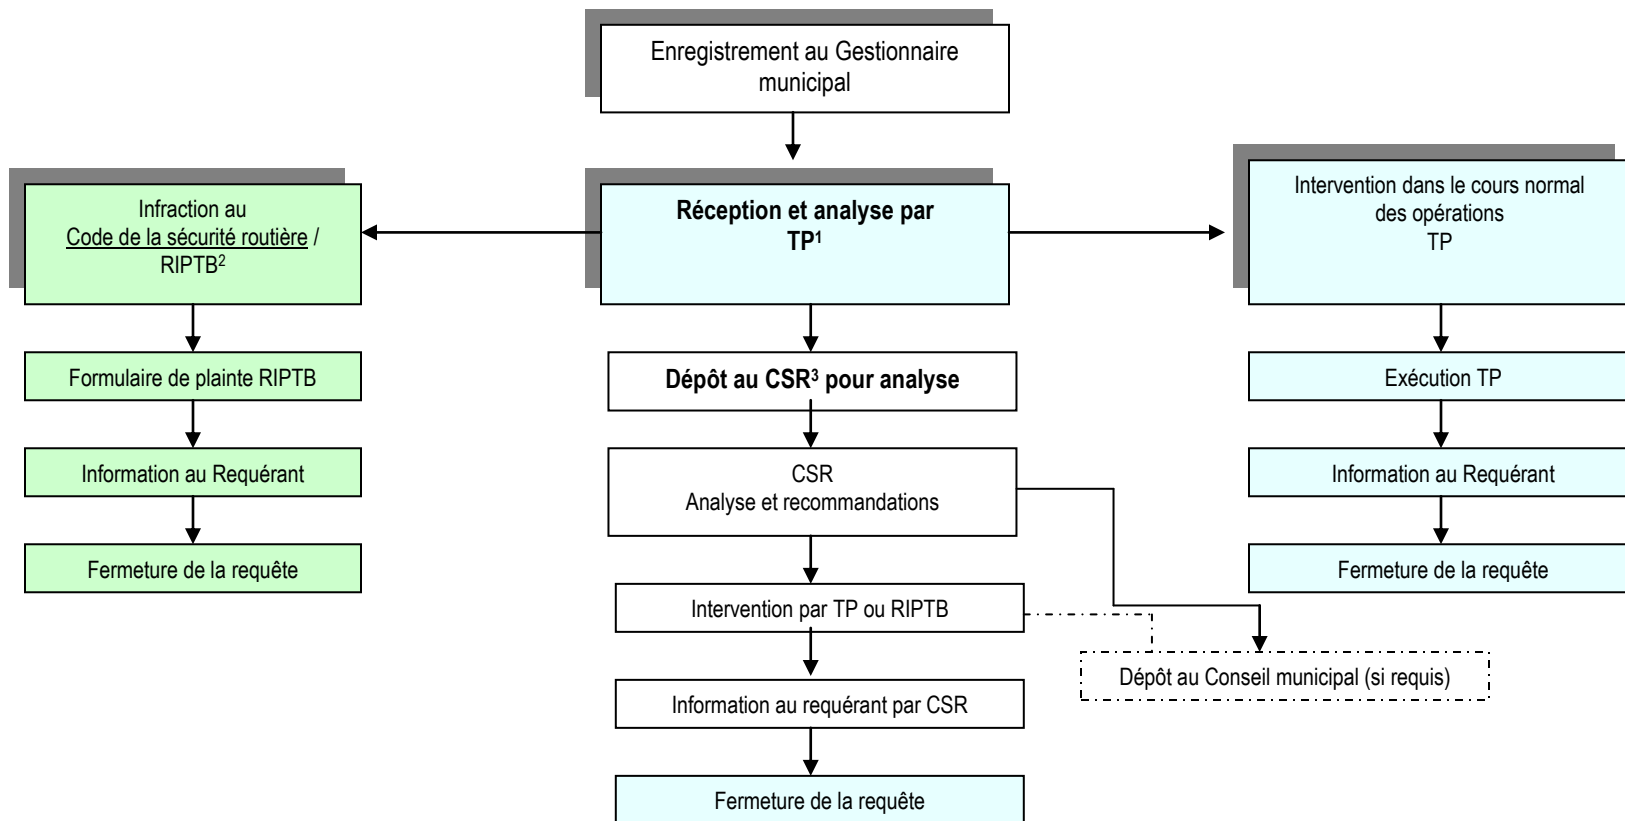 Enregistrement au Gestionnaire
municipal
Infraction au
Code de la sécurité routière /
RIPTB²
Réception et analyse par
TP¹
Intervention dans le cours normal
des opérations
TP
Formulaire de plainte RIPTB
Dépôt au CSR³ pour analyse
Exécution TP
Information au Requérant
CSR
Analyse et recommandations
Information au Requérant
Fermeture de la requête
Intervention par TP ou RIPTB
Fermeture de la requête
Dépôt au Conseil municipal (si requis)
Information au requérant par CSR
Fermeture de la requête